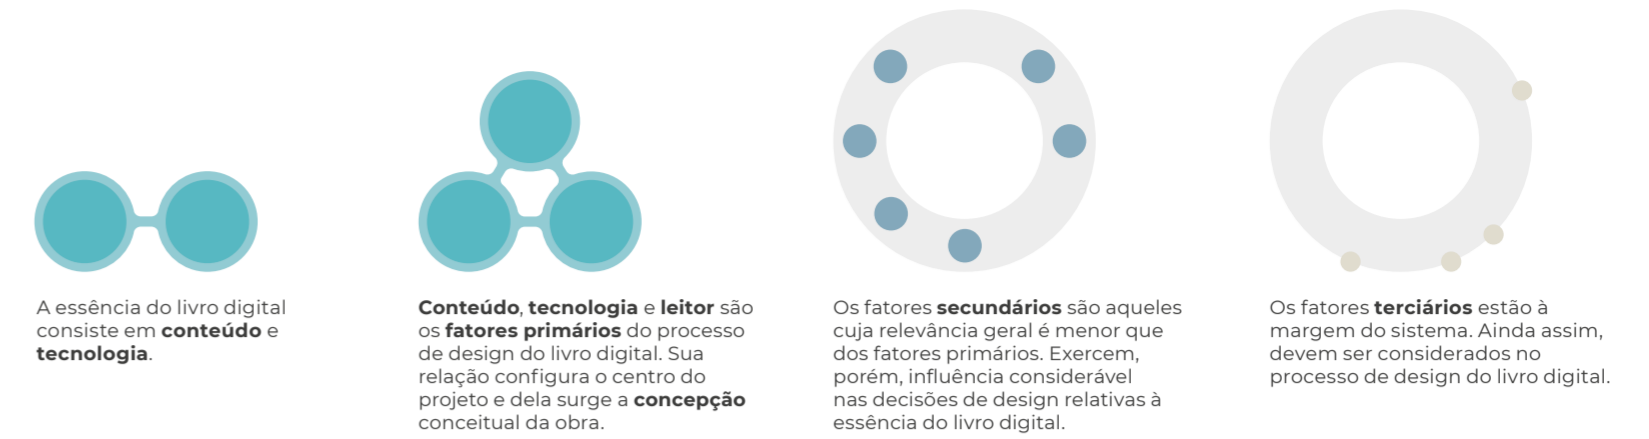 A essência do livro digital
consiste em conteúdo e
tecnologia.
Conteúdo, tecnologia e leitor são
os fatores primários do processo
de design do livro digital. Sua
relação configura o centro do
projeto e dela surge a concepção
conceitual da obra.
Os fatores secundários são aqueles
cuja relevância geral é menor que
dos fatores primários. Exercem,
porém, influência considerável
nas decisões de design relativas à
essência do livro digital.
Os fatores terciários estão à
margem do sistema. Ainda assim,
devem ser considerados no
processo de design do livro digital.